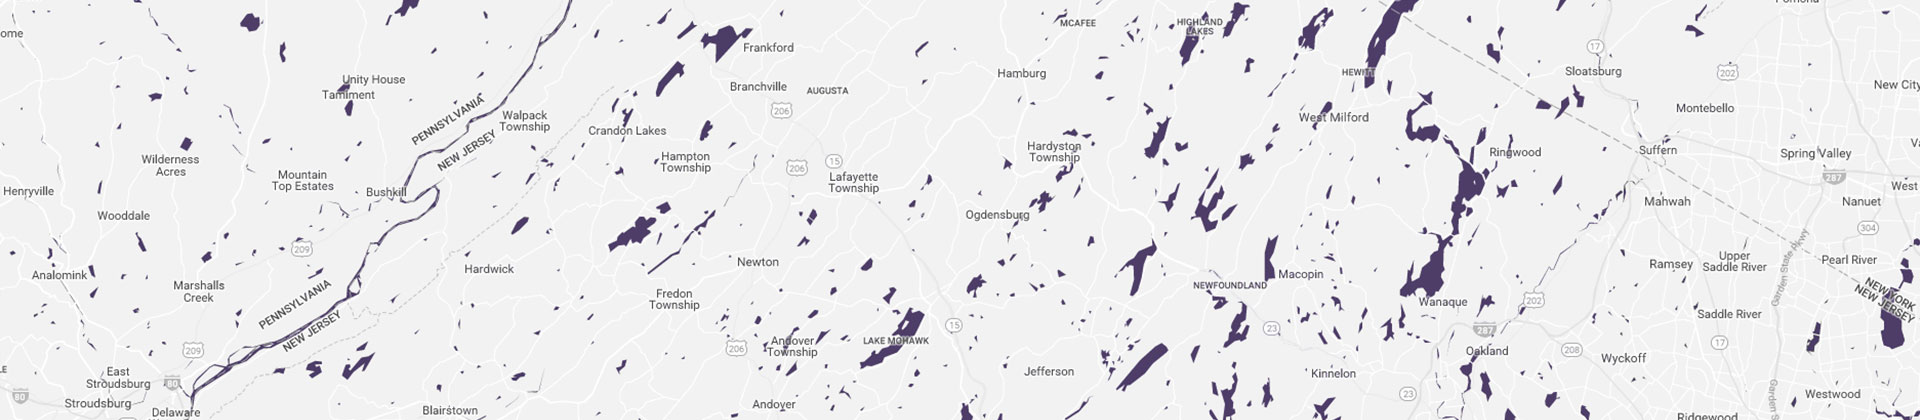 MCAFEE
HIGHLAND
LAKES
Frankford
17
Sloatsburg
202
Unity House
Tamiment
Hamburg
HEWITT
New City
Branchville
AUGUSTA
PENNSYLVANIA
NEW JERSEY
Walpack
Township
206
Montebello
Crandon Lakes
West Milford
Wilderness
Acres
Hampton
Township
206
15
Hardyston
Township
Ringwood
Suffern
Spring Valley
Henryville
Mountain
Top Estates
Bushkill
Lafayette
Township
287
West
Wooddale
Ogdensburg
Mahwah
Nanuet
209
304
Analomink
Marshalls
Creek
Hardwick
Newton
Macopin
Ramsey
Upper
Saddle River
Garden State Pkwy
Pearl River
PENNSYLVANIA
NEW JERSEY
Fredon
Township
NEWFOUNDLAND
Wanaque
202
NEW YORK
NEW JERSEY
Saddle River
209
206
Andover
Township
LAKE MOHAWK
15
23
287
Oakland
208
Wyckoff
17
East
Stroudsburg
80
Jefferson
Kinnelon
80
Stroudsburg
Delaware
Blairstown
Andover
23
Garden S
Westwood
Ridgewood